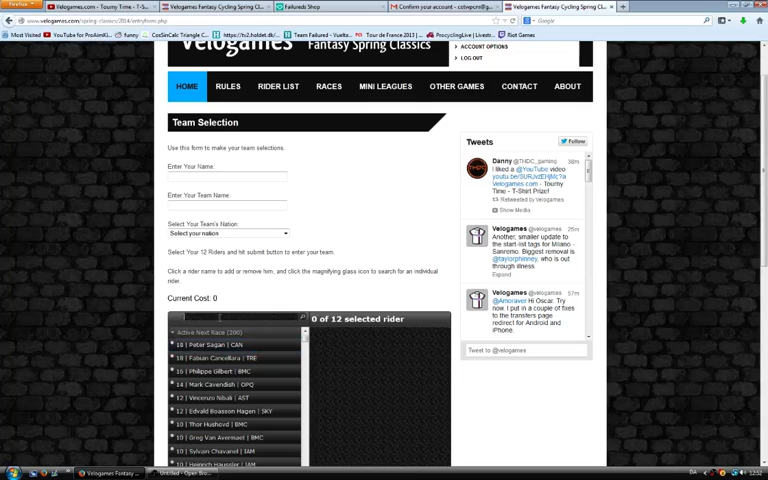 Firefox
Velogames.com - Tourny Time - T-S...
Velogames Fantasy Cycling Spring C...
Failureds Shop
Confirm your account - cctvpcm@g...
Velogames Fantasy Cycling Spring C...
www.velogames.com/spring-classics/2014/entryform.php
Google
Most Visited YouTube for ProAimKi... funny CosSinCalc Triangle C... https://tv2.holdet.dk/... Team Failured - Vuelta... Tour de France 2013 |... ProcyclingLive | Livestr... Riot Games
Velogames Fantasy Spring Classics
ACCOUNT OPTIONS
LOG OUT
HOME RULES RIDER LIST RACES MINI LEAGUES OTHER GAMES CONTACT ABOUT
Team Selection
Use this form to make your team selections.
Enter Your Name:
Enter Your Team Name:
Select Your Team's Nation:
Select your nation
Select Your 12 Riders and hit submit button to enter your team.
Click a rider name to add or remove him, and click the magnifying glass icon to search for an individual
rider.
Current Cost: 0
0 of 12 selected rider
Active Next Race (200)
18 | Peter Sagan | CAN
18 | Fabian Cancellara | TRE
16 | Philippe Gilbert | BMC
14 | Mark Cavendish | OPQ
12 | Vincenzo Nibali | AST
12 | Edvald Boasson Hagen | SKY
10 | Thor Hushovd | BMC
10 | Greg Van Avermaet | BMC
10 | Sylvain Chavanel | IAM
10 | Heinrich Haussler | IAM
Tweets
Follow
Danny @THDC_gaming 38m
I liked a @YouTube video
Velogames.com - Tourny
Time - T-Shirt Prize!
Retweeted by Velogames
Show Media
Velogames @velogames 25m
Another, smaller update to
the start-list tags for Milano -
Sanremo. Biggest removal is
@taylorphinney, who is out
through illness.
Expand
Velogames @velogames 57m
@Amoraver Hi Oscar. Try
now. I put in a couple of fixes
to the transfers page
redirect for Android and
iPhone.
Tweet to @velogames
Velogames Fantasy ...
Untitled - Open Bro...
DA
12:52